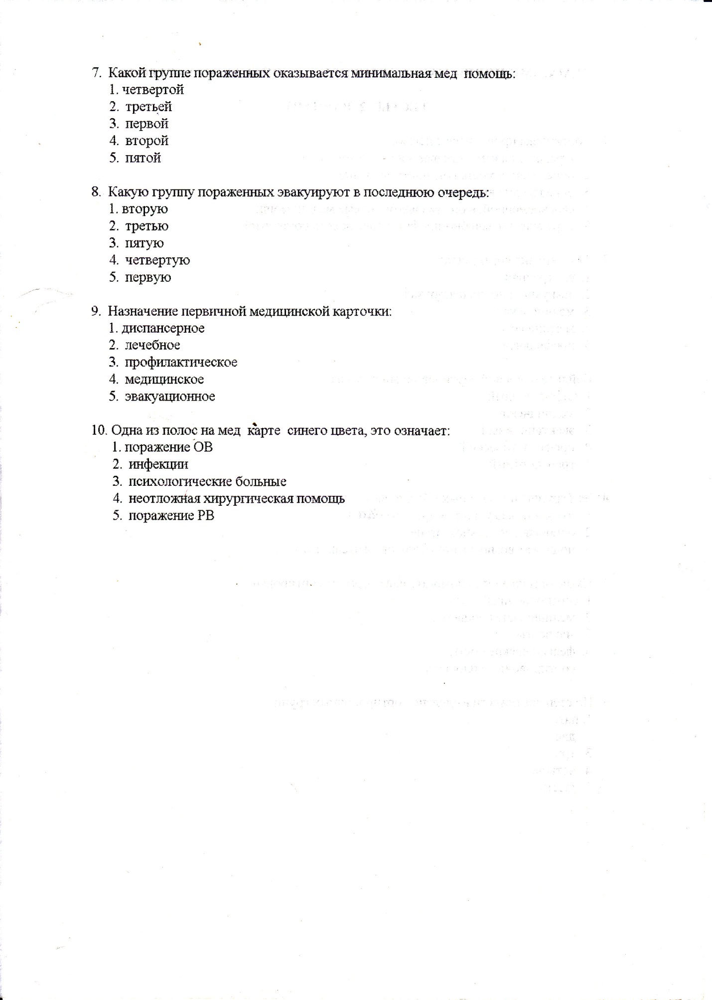 7. Какой группе пораженных оказывается минимальная мед помощь:
1. четвертой
2. третьей
3. первой
4. второй
5. пятой
8. Какую группу пораженных эвакуируют в последнюю очередь:
1. вторую
2. третью
3. пятую
4. четвертую
5. первую
9. Назначение первичной медицинской карточки:
1. диспансерное
2. лечебное
3. профилактическое
4. медицинское
5. эвакуационное
10. Одна из полос на мед карте синего цвета, это означает:
1. поражение ОВ
2. инфекции
3. психологические больные
4. неотложная хирургическая помощь
5. поражение РВ